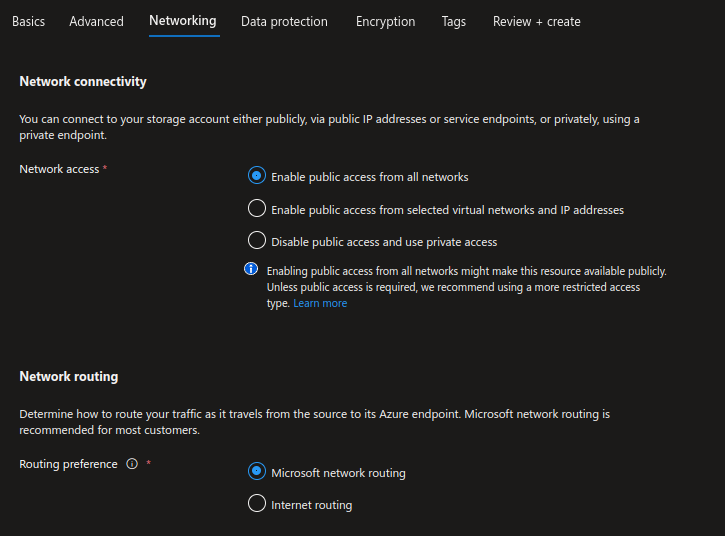 Basics Advanced Networking Data protection Encryption Tags Review + create
Network connectivity
You can connect to your storage account either publicly, via public IP addresses or service endpoints, or privately, using a
private endpoint.
Network access *
Enable public access from all networks
Enable public access from selected virtual networks and IP addresses
Disable public access and use private access
Enabling public access from all networks might make this resource available publicly.
Unless public access is required, we recommend using a more restricted access
type. Learn more
Network routing
Determine how to route your traffic as it travels from the source to its Azure endpoint. Microsoft network routing is
recommended for most customers.
Routing preference *
Microsoft network routing
Internet routing